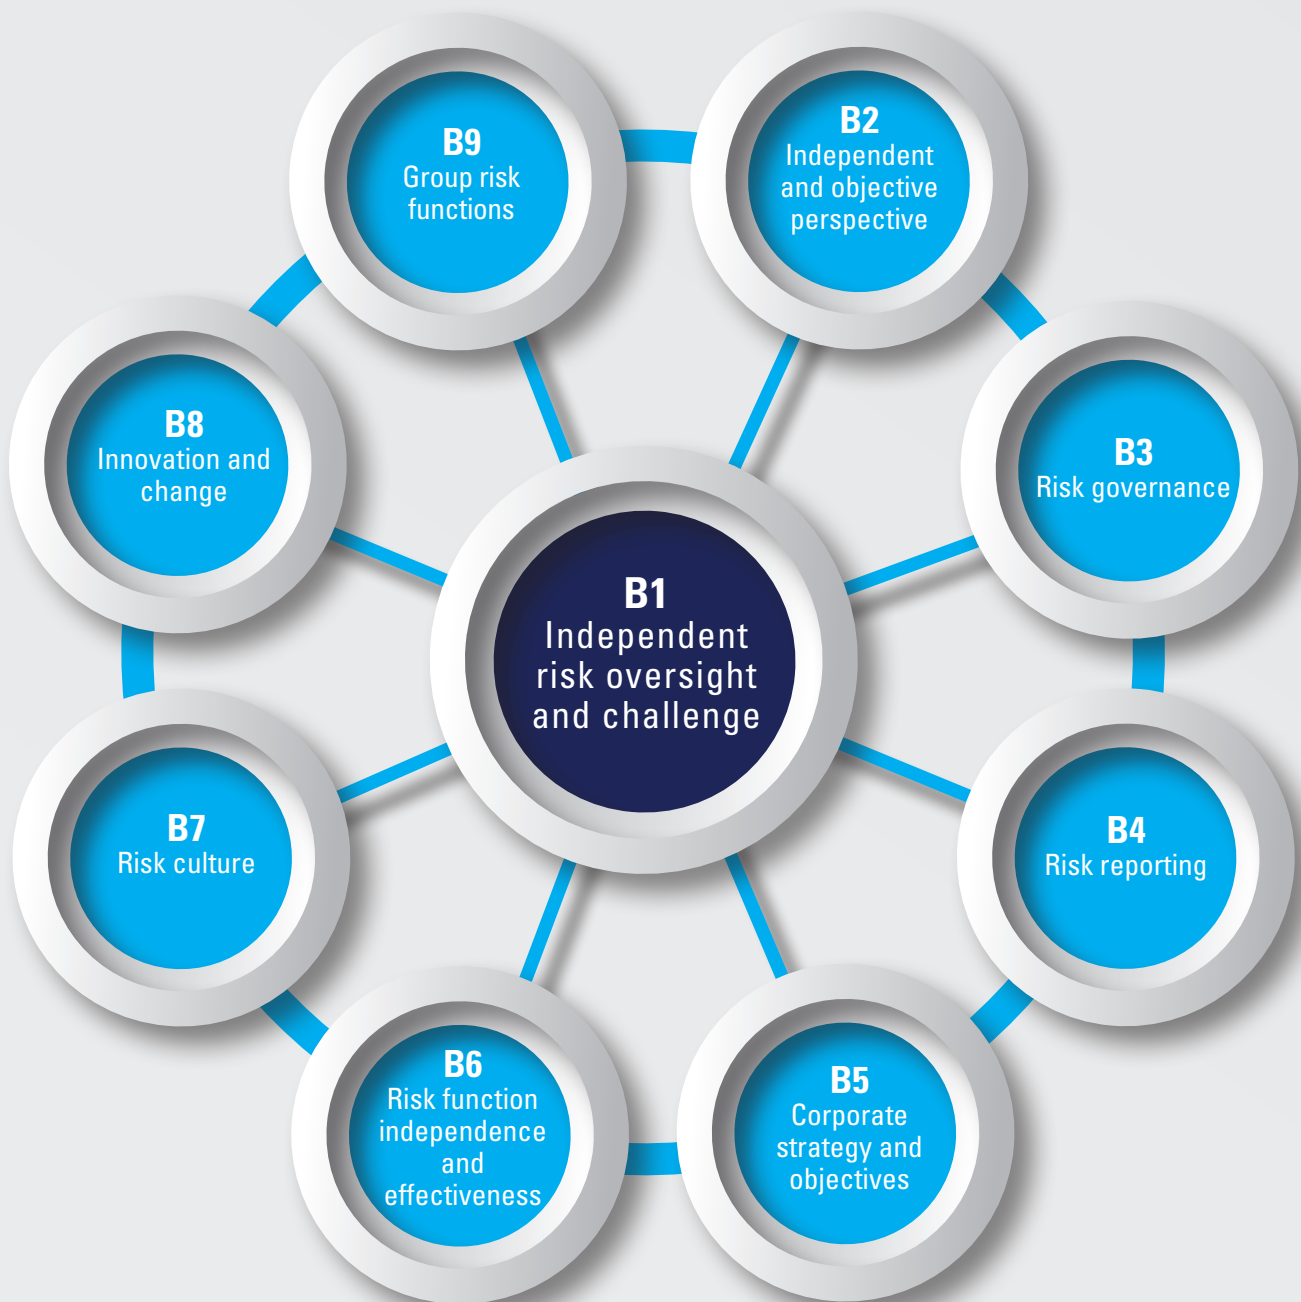 B9
Group risk
functions
B2
Independent
and objective
perspective
B8
Innovation and
change
B3
Risk governance
B1
Independent
risk oversight
and challenge
B7
Risk culture
B4
Risk reporting
B6
Risk function
independence
and
effectiveness
B5
Corporate
strategy and
objectives